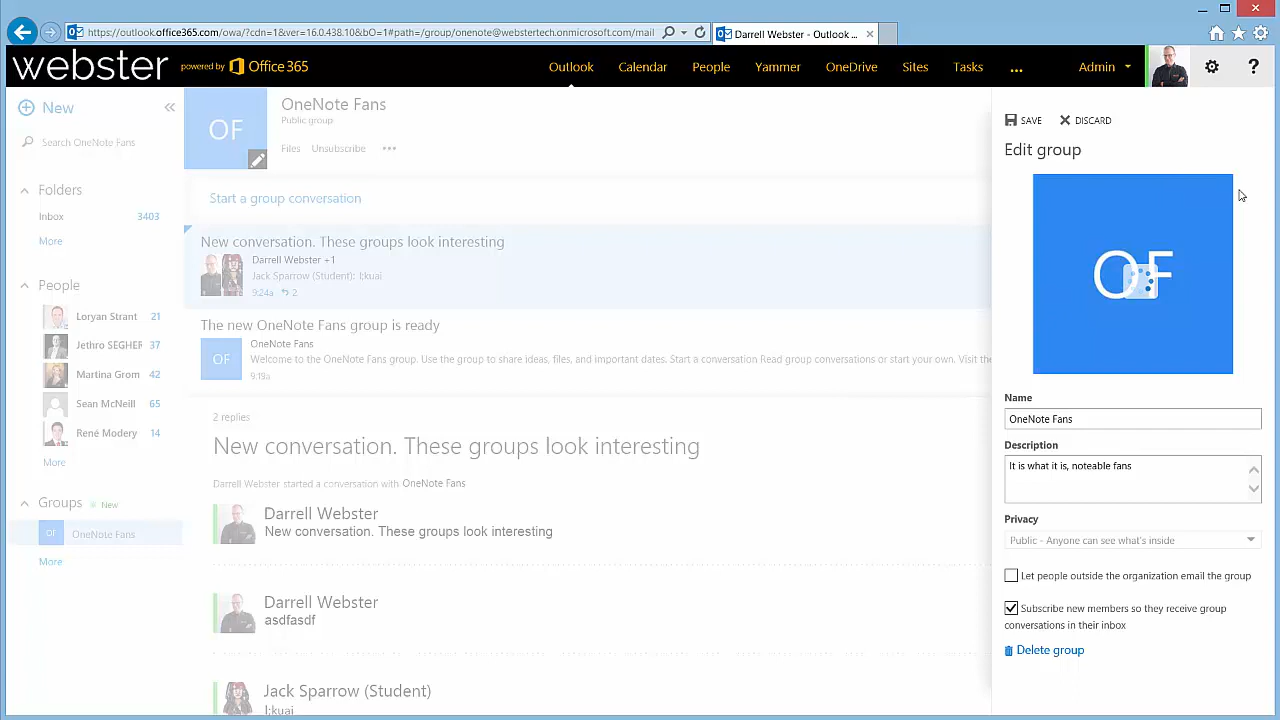 https://outlook.office365.com/owa/?cdn=1&ver=16.0.438.10&bO=1#path=/group/onenote@webstertech.onmicrosoft.com/mail
Darrell Webster - Outlook ...
webster powered by Office 365
Outlook Calendar People Yammer OneDrive Sites Tasks ... Admin ?
New
Search OneNote Fans
Folders
Inbox 3403
More
People
Loryan Strant 21
Jethro SEGHER 37
Martina Grom 42
Sean McNeill 65
René Modery 14
More
Groups New
OF OneNote Fans
More
OF
OneNote Fans
Public group
Files Unsubscribe •••
Start a group conversation
New conversation. These groups look interesting
Darrell Webster +1
Jack Sparrow (Student): l;kuai
9:24a 2
The new OneNote Fans group is ready
OF
OneNote Fans
Welcome to the OneNote Fans group. Use the group to share ideas, files, and important dates. Start a conversation Read group conversations or start your own. Visit the
9:19a
2 replies
New conversation. These groups look interesting
Darrell Webster started a conversation with OneNote Fans
Darrell Webster
New conversation. These groups look interesting
Darrell Webster
asdfasdf
Jack Sparrow (Student)
l;kuai
SAVE DISCARD
Edit group
OF
Name
OneNote Fans
Description
It is what it is, noteable fans
Privacy
Public - Anyone can see what's inside
Let people outside the organization email the group
Subscribe new members so they receive group
conversations in their inbox
Delete group